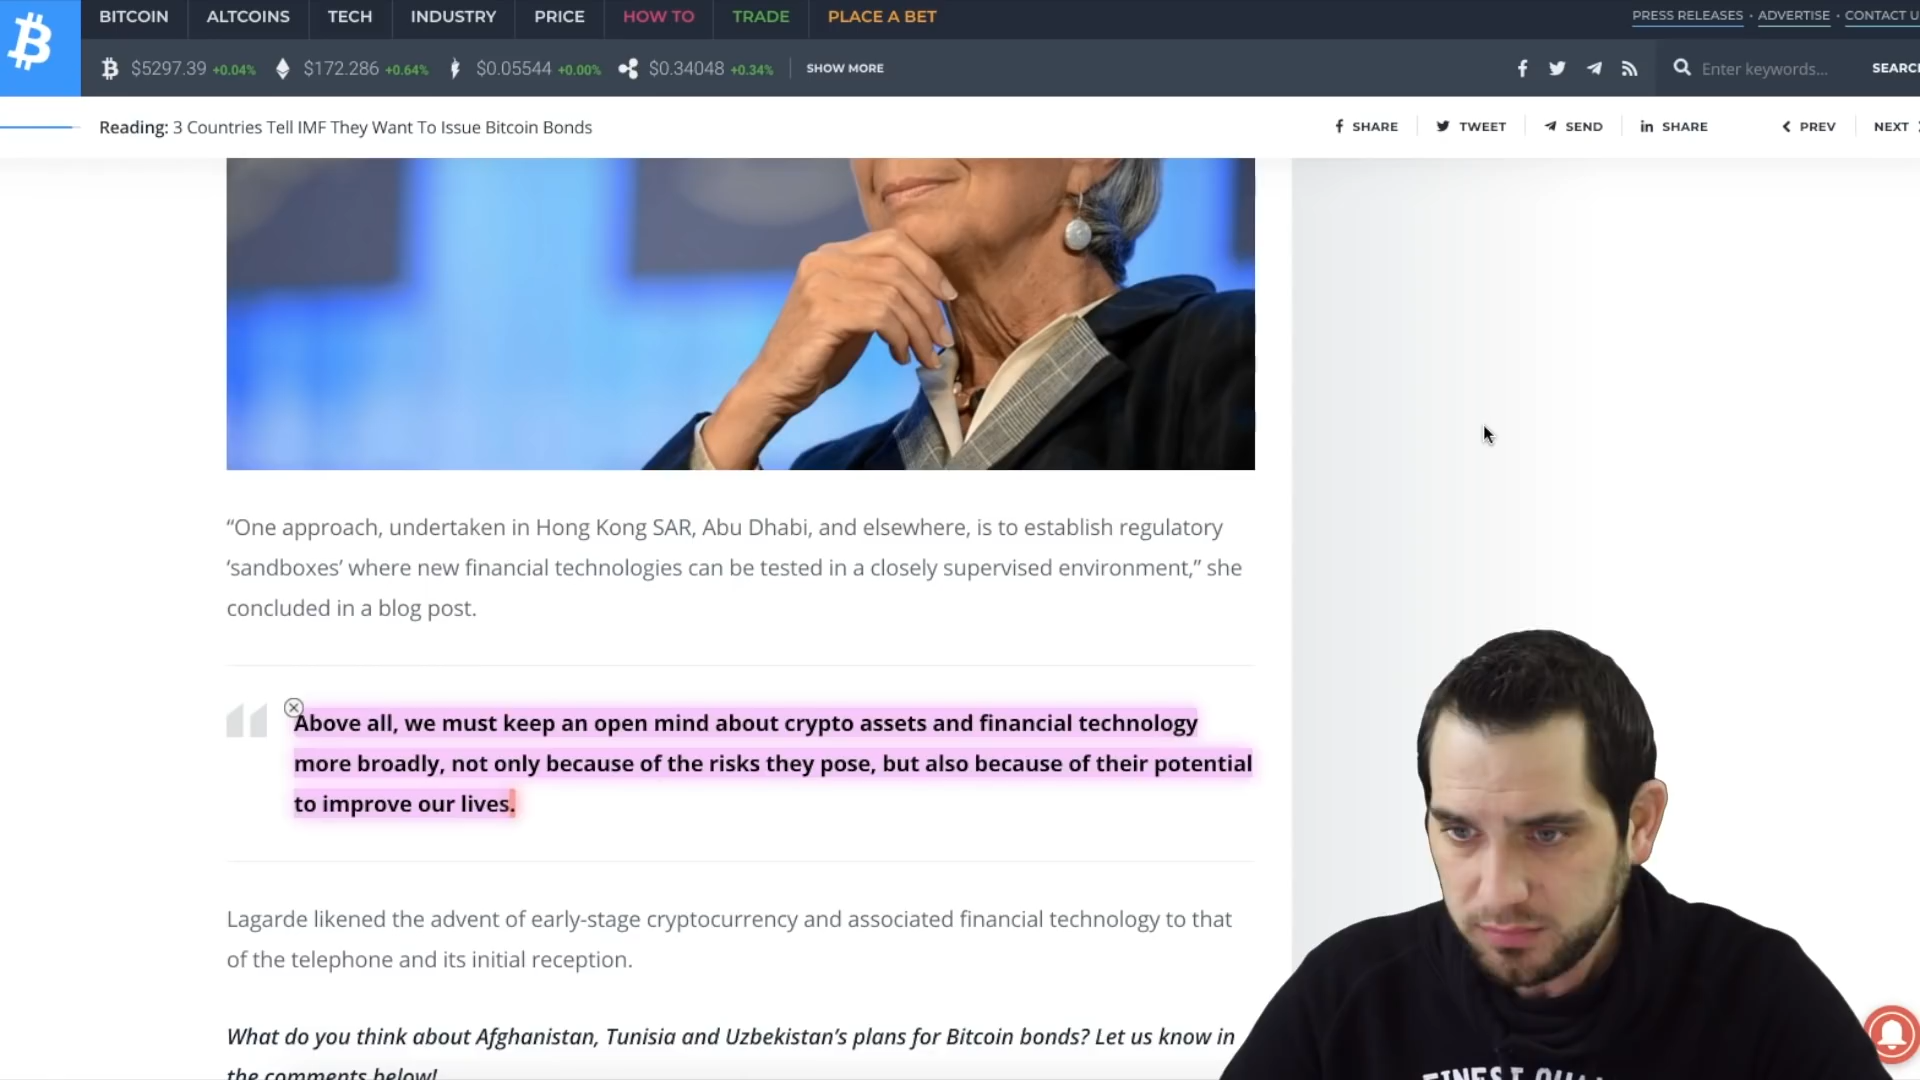 BITCOIN ALTCOINS TECH INDUSTRY PRICE HOW TO TRADE PLACE A BET PRESS RELEASES · ADVERTISE · CONTACT U
$5297.39 +0.04% $172.286 +0.64% $0.05544 +0.00% $0.34048 +0.34% SHOW MORE Enter keywords... SEARC
Reading: 3 Countries Tell IMF They Want To Issue Bitcoin Bonds SHARE TWEET SEND SHARE PREV NEXT
“One approach, undertaken in Hong Kong SAR, Abu Dhabi, and elsewhere, is to establish regulatory
‘sandboxes’ where new financial technologies can be tested in a closely supervised environment,” she
concluded in a blog post.
Above all, we must keep an open mind about crypto assets and financial technology
more broadly, not only because of the risks they pose, but also because of their potential
to improve our lives.
Lagarde likened the advent of early-stage cryptocurrency and associated financial technology to that
of the telephone and its initial reception.
What do you think about Afghanistan, Tunisia and Uzbekistan’s plans for Bitcoin bonds? Let us know in
the comments below!